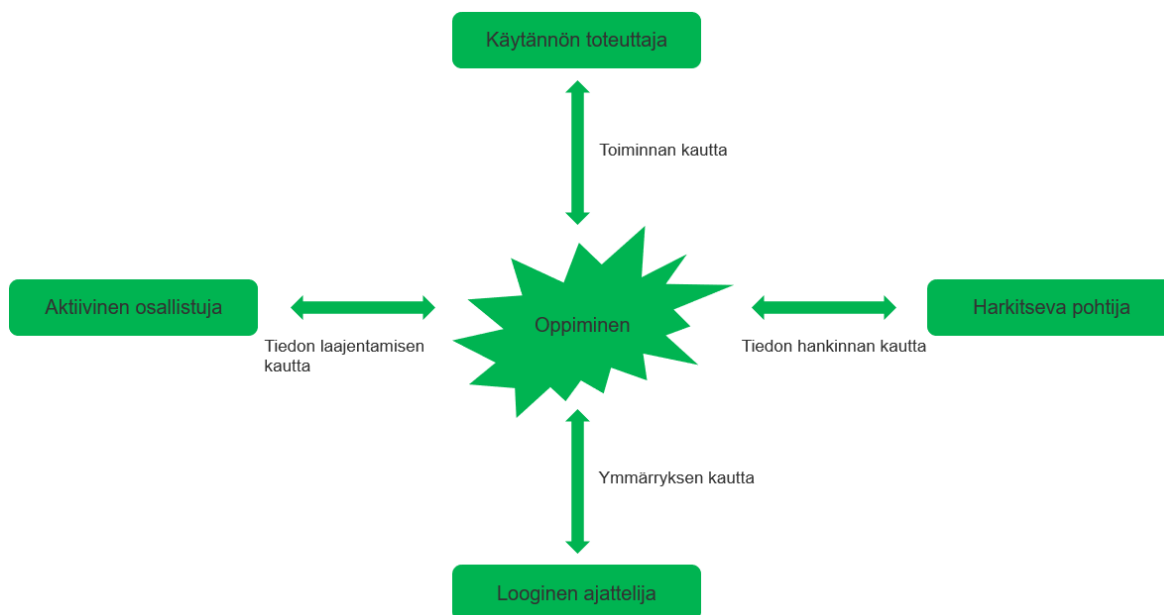 Käytännön toteuttaja
Toiminnan kautta
Aktiivinen osallistuja
Oppiminen
Harkitseva pohtija
Tiedon laajentamisen
kautta
Tiedon hankinnan kautta
Ymmärryksen kautta
Looginen ajattelija